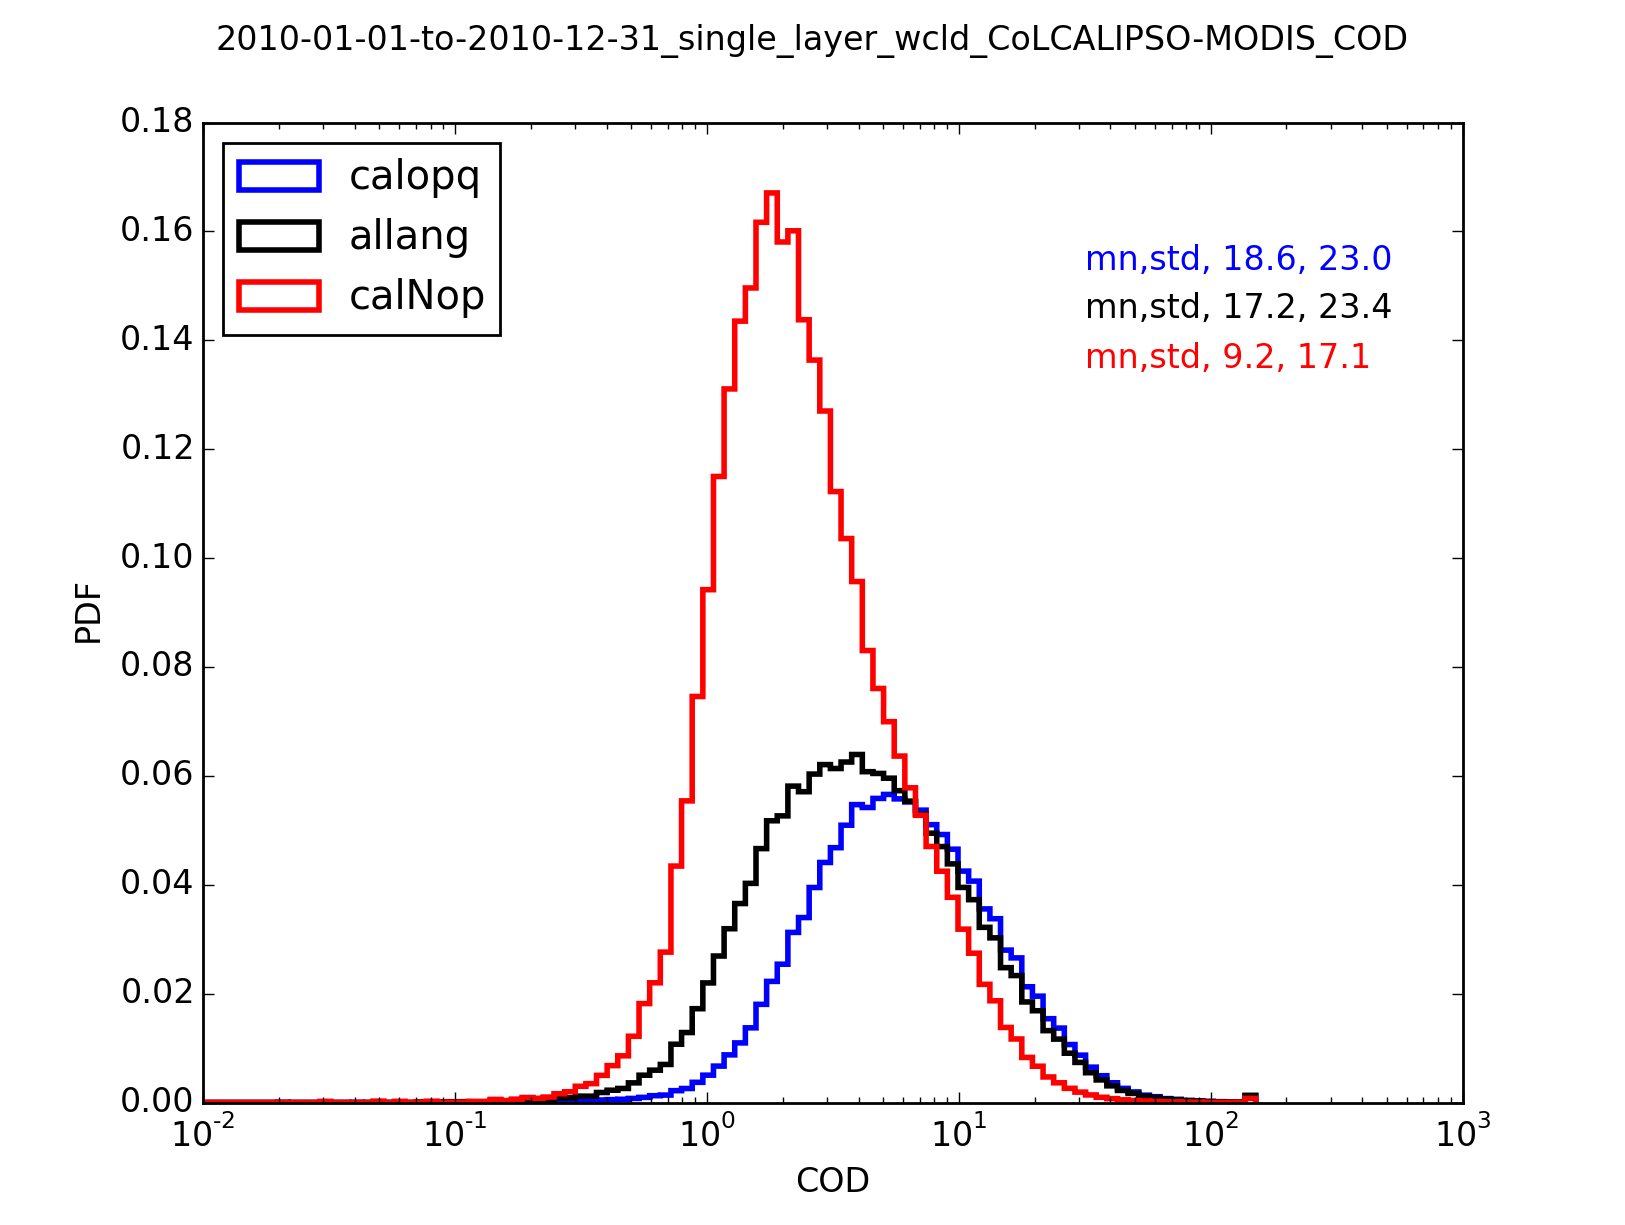 2010-01-01-to-2010-12-31_single_layer_wcld_CoLCALIPSO-MODIS_COD
0.18
0.16
0.14
0.12
0.10
0.08
0.06
0.04
0.02
0.00
PDF
calopq
allang
calNop
mn,std, 18.6, 23.0
mn,std, 17.2, 23.4
mn,std, 9.2, 17.1
10⁻² 10⁻¹ 10⁰ 10¹ 10² 10³
COD